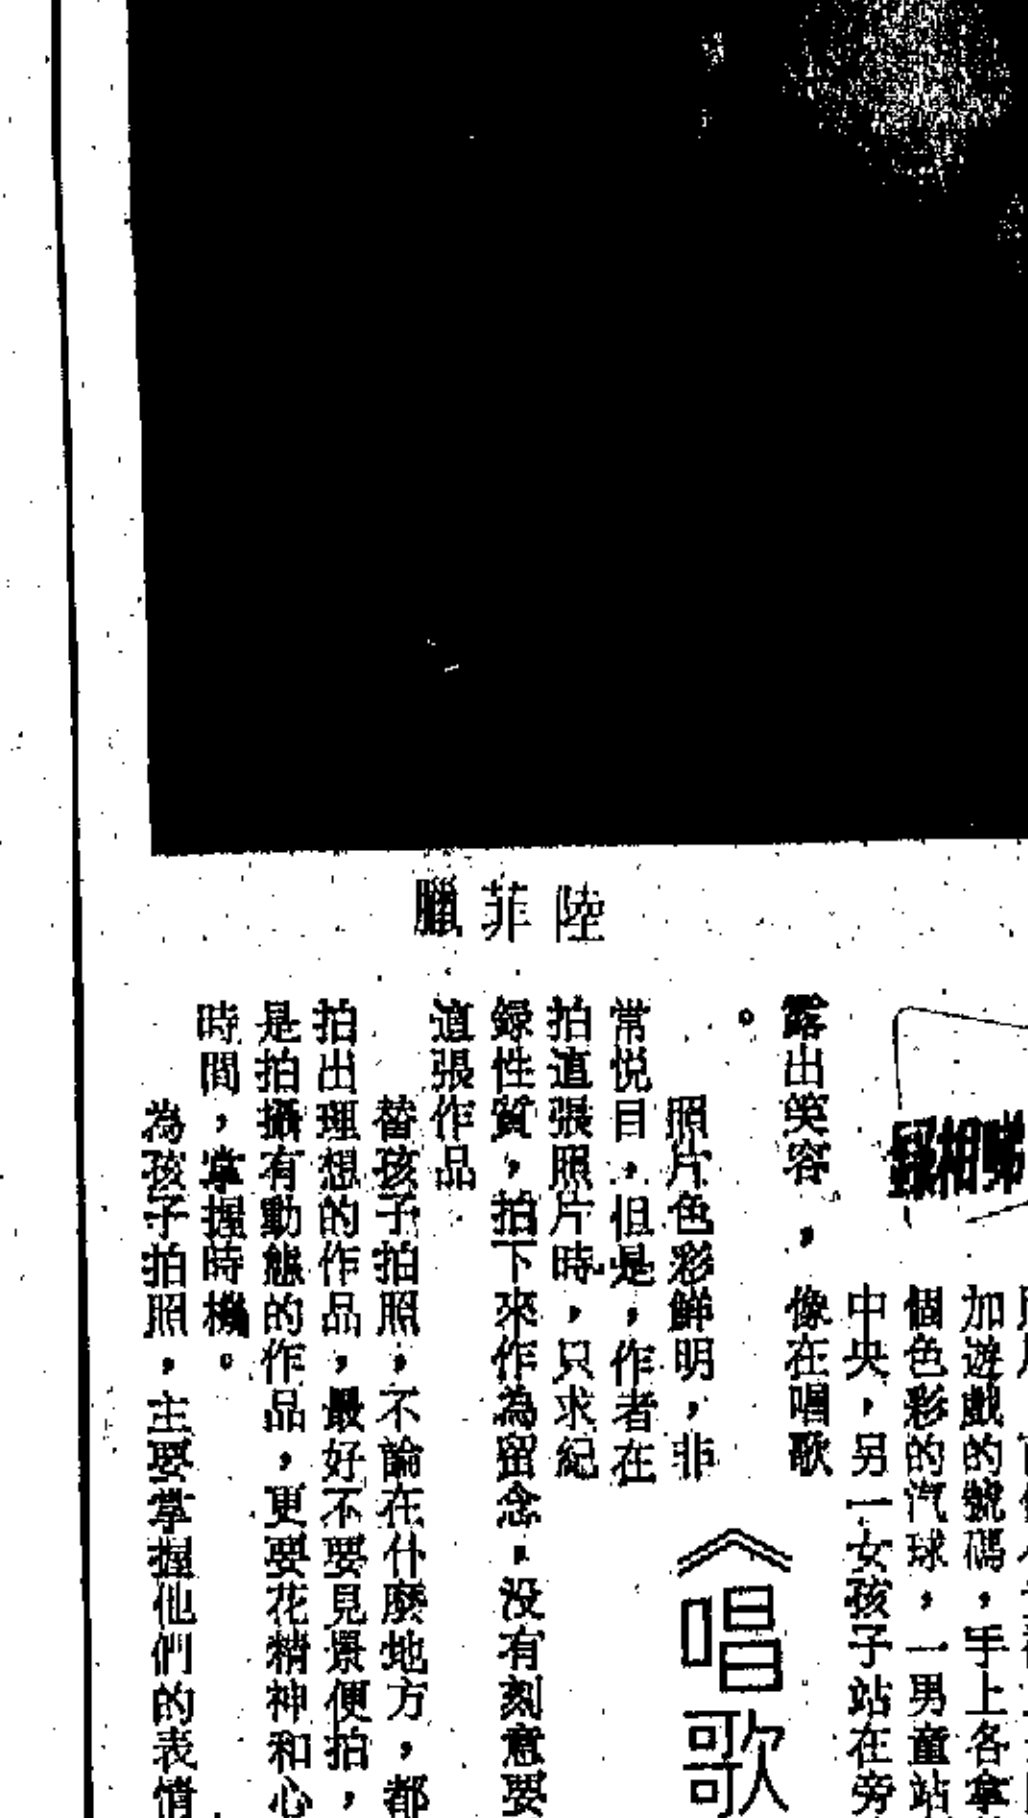 陸菲臘
加遊戲的號碼，手上各拿
個色彩的汽球，一男童站
中央，另一女孩子站在旁
露出笑容，像在唱歌
。
《唱歌
照片色彩鮮明，非
常悅目，但是，作者在
拍這張照片時，只求紀
錄性質，拍下來作為留念，沒有刻意要
這張作品
替孩子拍照，不論在什麼地方，都
拍出理想的作品，最好不要見景便拍，
是拍攝有動態的作品，更要花精神和心
時間，掌握時機。
為孩子拍照，主要掌握他們的表情